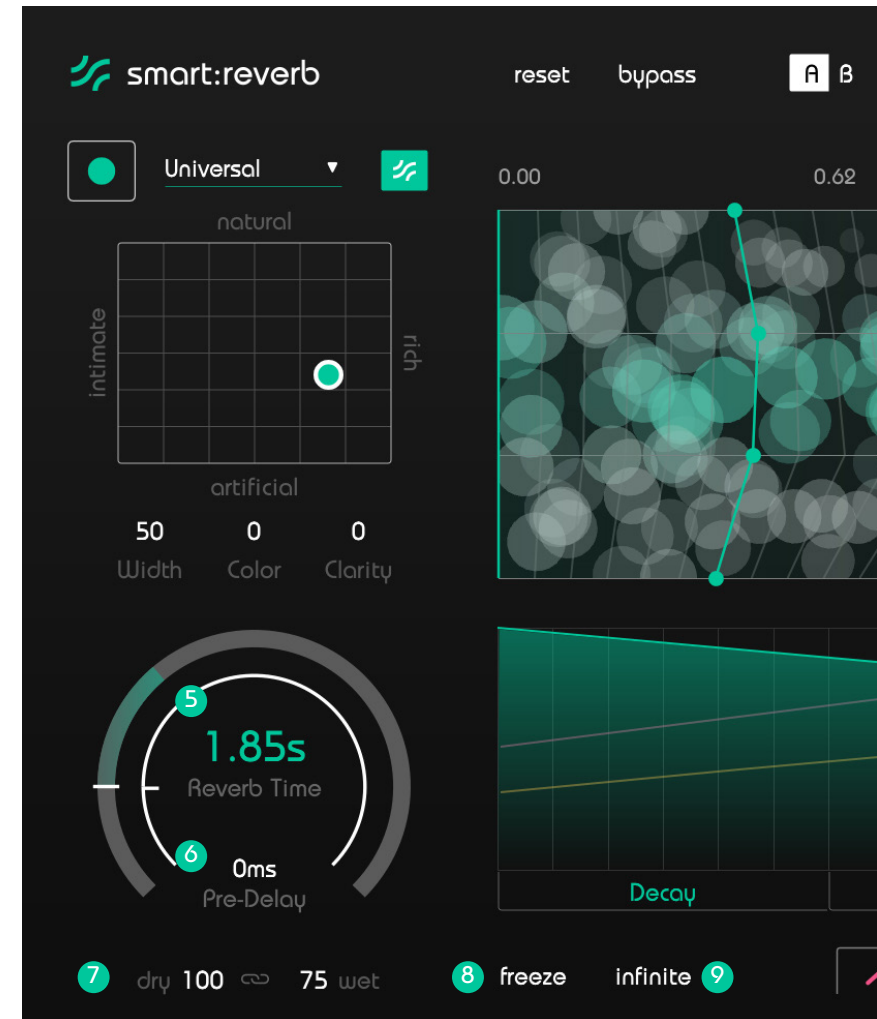 smart:reverb reset bypass A B
Universal ▼
0.00 0.62
natural
intimate
rich
artificial
50 0 0
Width Color Clarity
5
1.85s
Reverb Time
6
0ms
Pre-Delay
Decay
7 dry 100 75 wet 8 freeze infinite 9